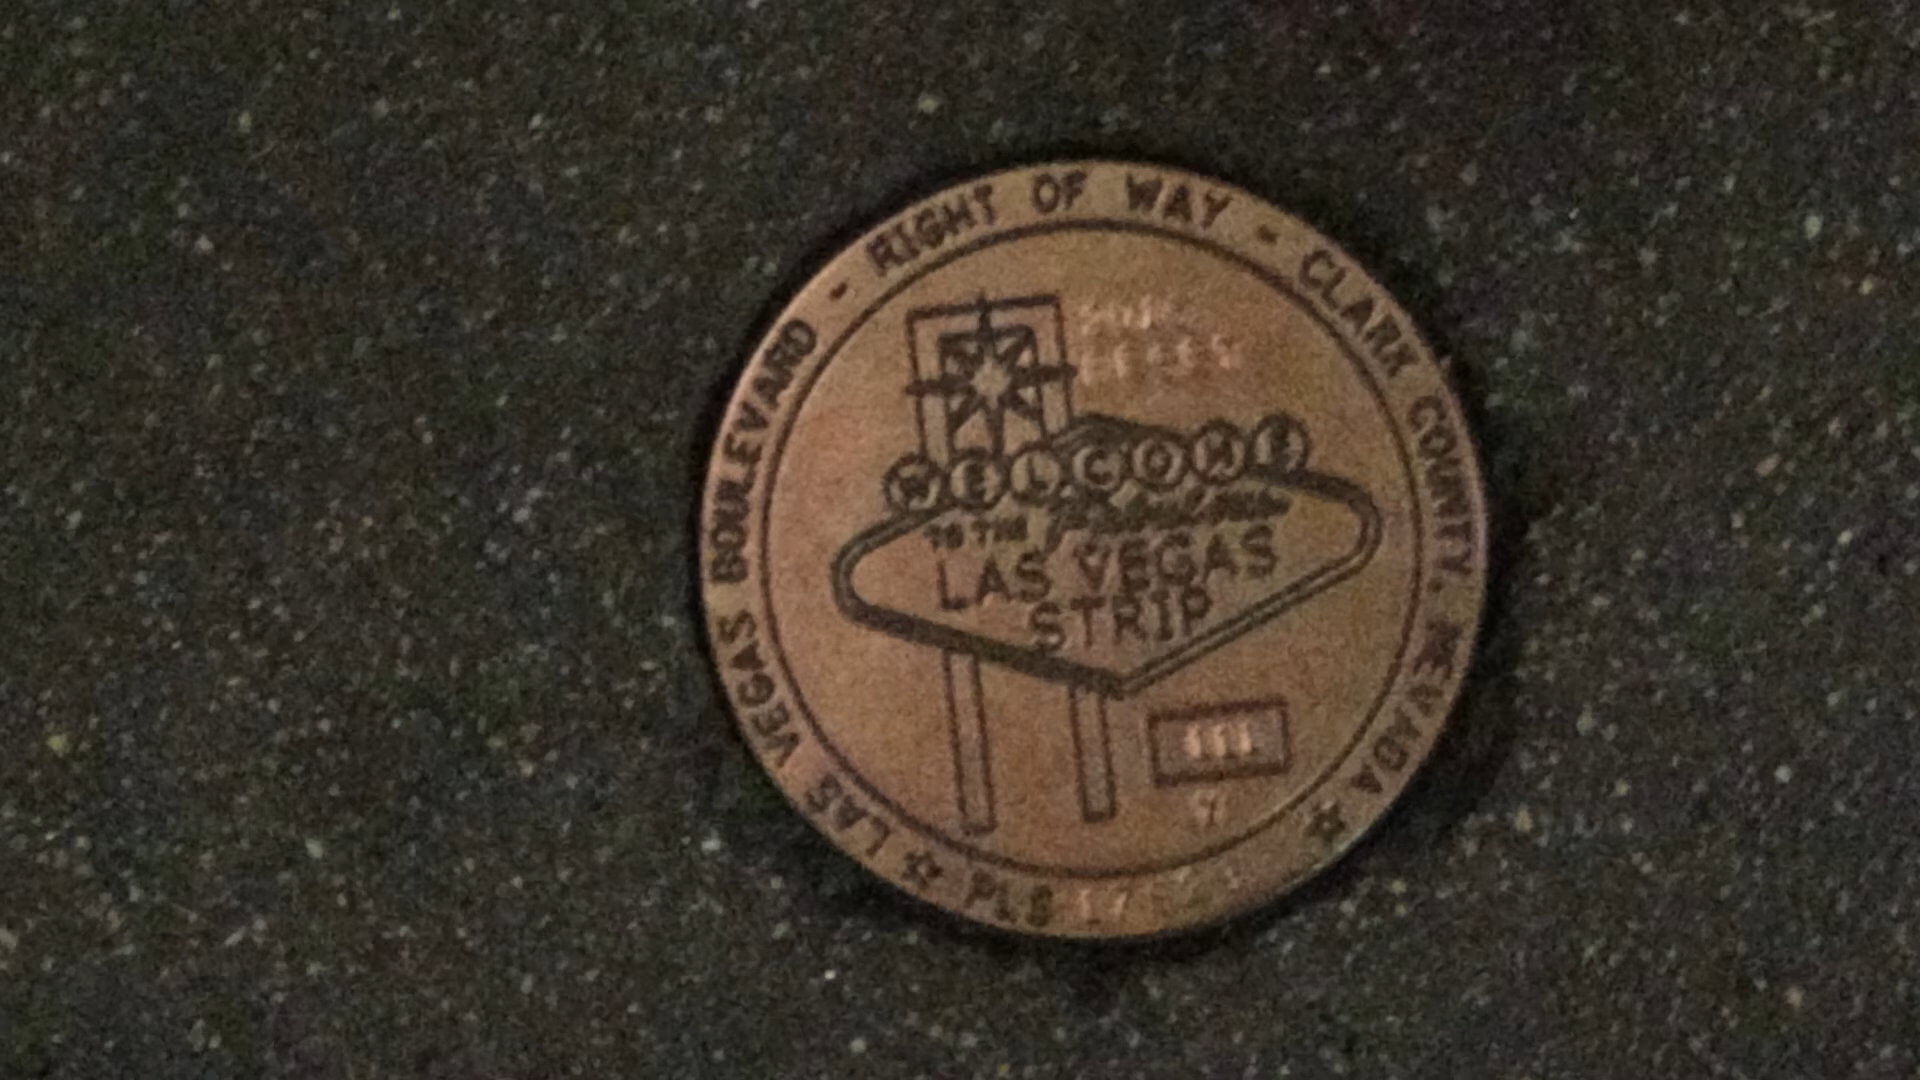 LAS VEGAS BOULEVARD - RIGHT OF WAY - CLARK COUNTY, NEVADA
WELCOME
TO THE
LAS VEGAS
STRIP
PLS